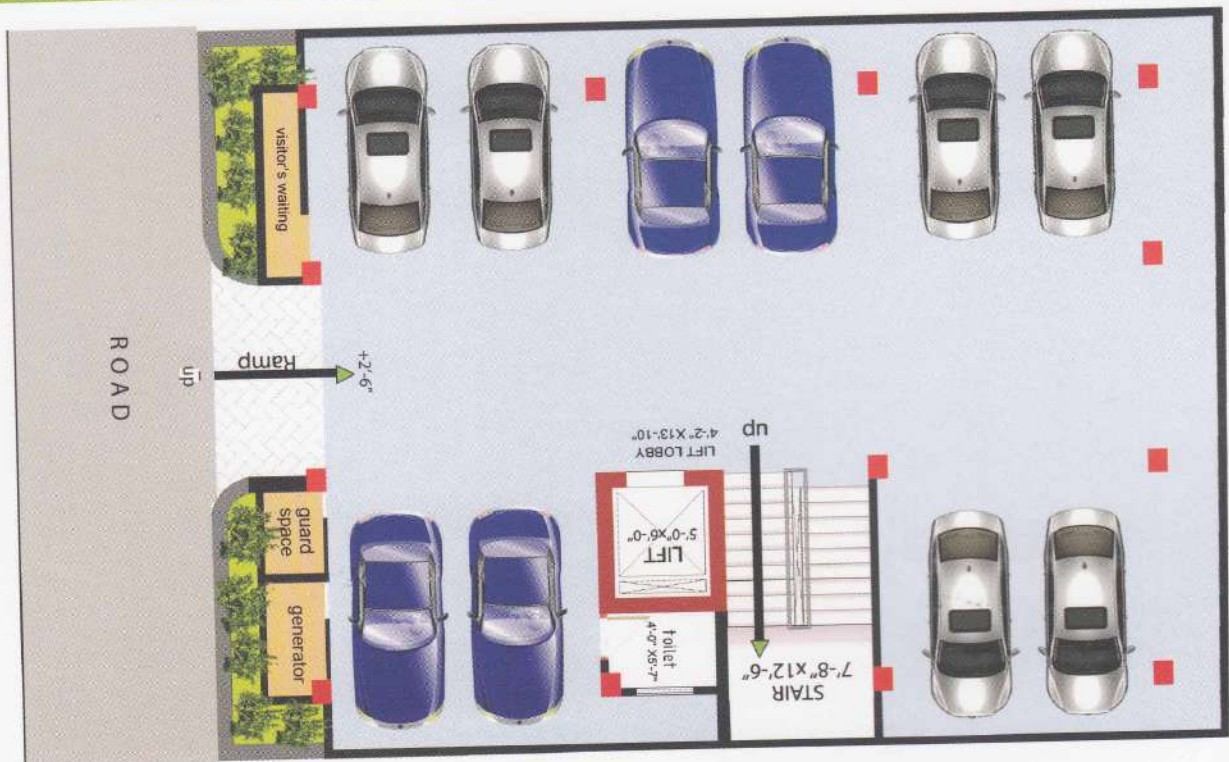 visitor's waiting
ROAD
up
Ramp
+2'-6"
guard
space
generator
LIFT LOBBY
4'-2"X13'-10"
LIFT
5'-0"x6'-0"
toilet
4'-0" X5'-7"
up
STAIR
7'-8"x12'-6"